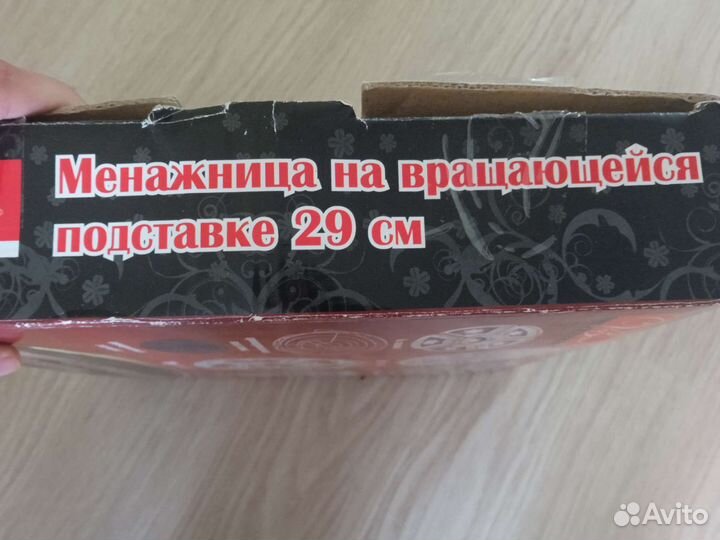 Менажница на вращающейся
подставке 29 см
Avito